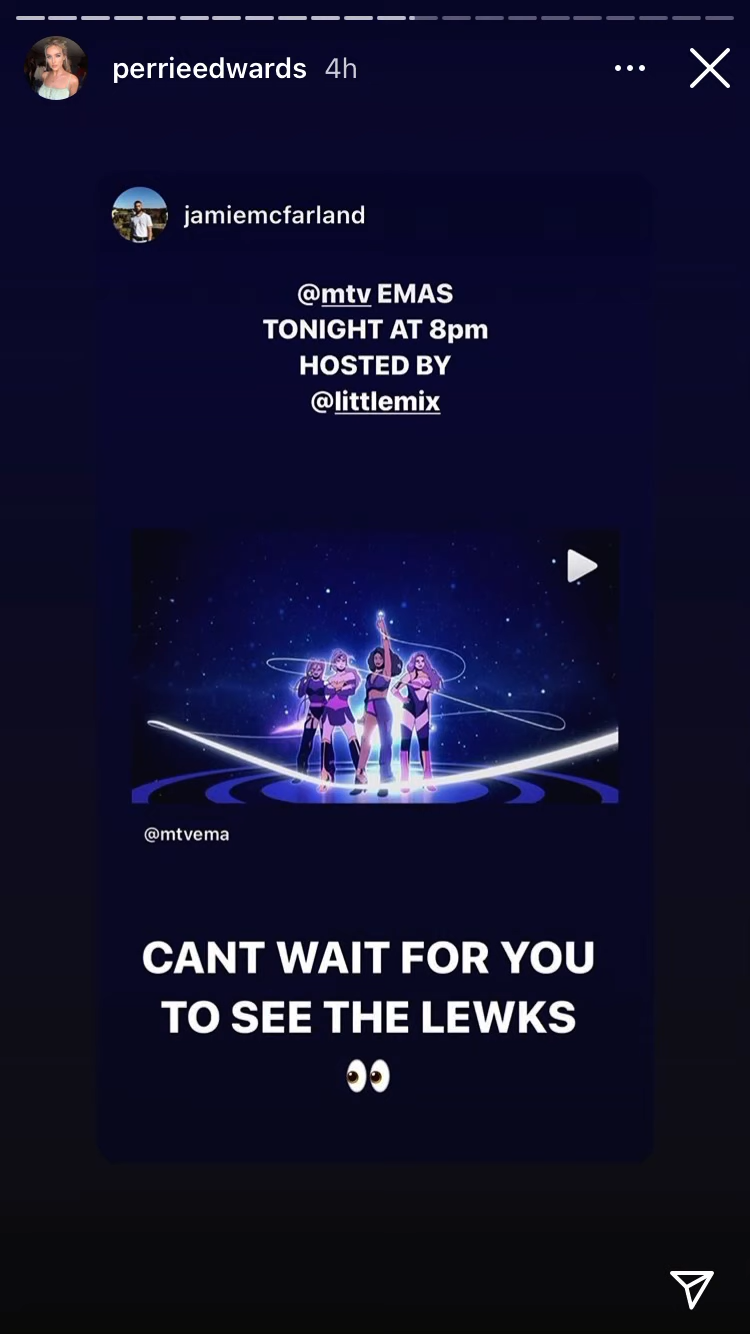 perrieedwards 4h
jamiemcfarland
@mtv EMAS
TONIGHT AT 8pm
HOSTED BY
@littlemix
@mtvema
CANT WAIT FOR YOU
TO SEE THE LEWKS
👀